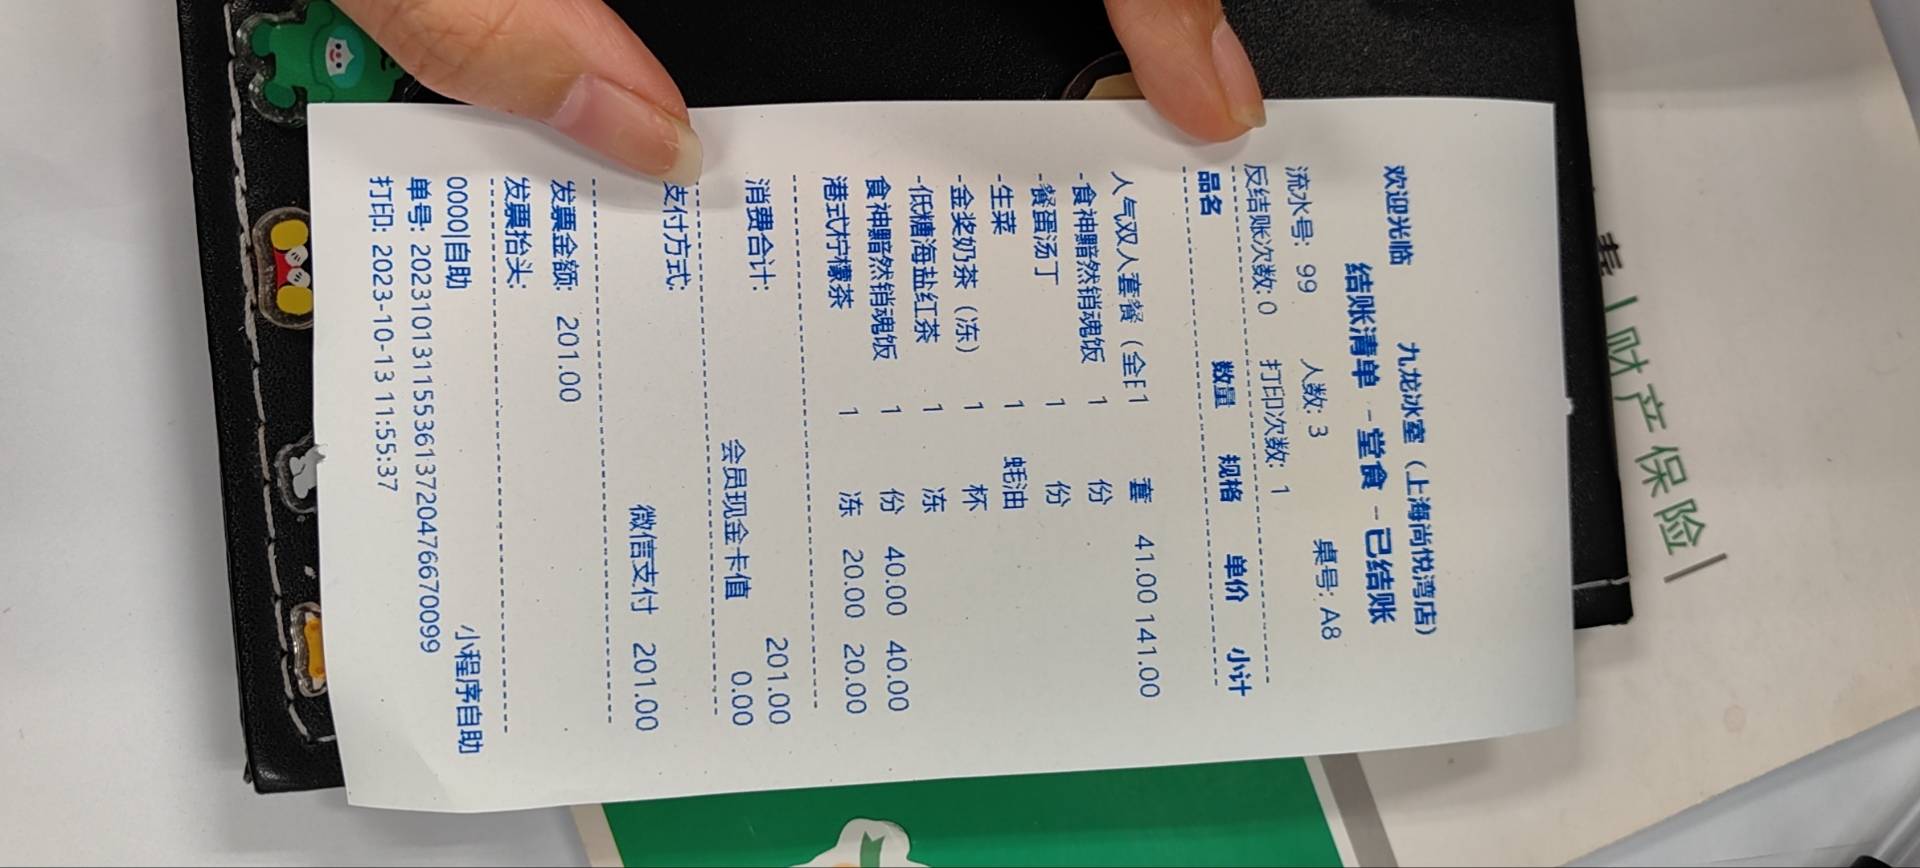 欢迎光临
九龙冰室（上海尚悦湾店）
结账清单 - 堂食 - 已结账
流水号: 99 人数: 3 桌号: A8
反结账次数: 0 打印次数: 1
品名 数量 规格 单价 小计
人气双人套餐（全日1 套 41.00 141.00
-食神黯然销魂饭 1 份
-餐蛋汤丁 1 份
-生菜 1 蚝油
-金奖奶茶（冻） 1 杯
-低糖海盐红茶 1 冻
食神黯然销魂饭 1 份 40.00 40.00
港式柠檬茶 1 冻 20.00 20.00
消费合计: 201.00
会员现金卡值 0.00
支付方式:
微信支付 201.00
发票金额: 201.00
发票抬头:
0000|自助 小程序自助
单号: 20231013115536137204766700099
打印: 2023-10-13 11:55:37
财产保险